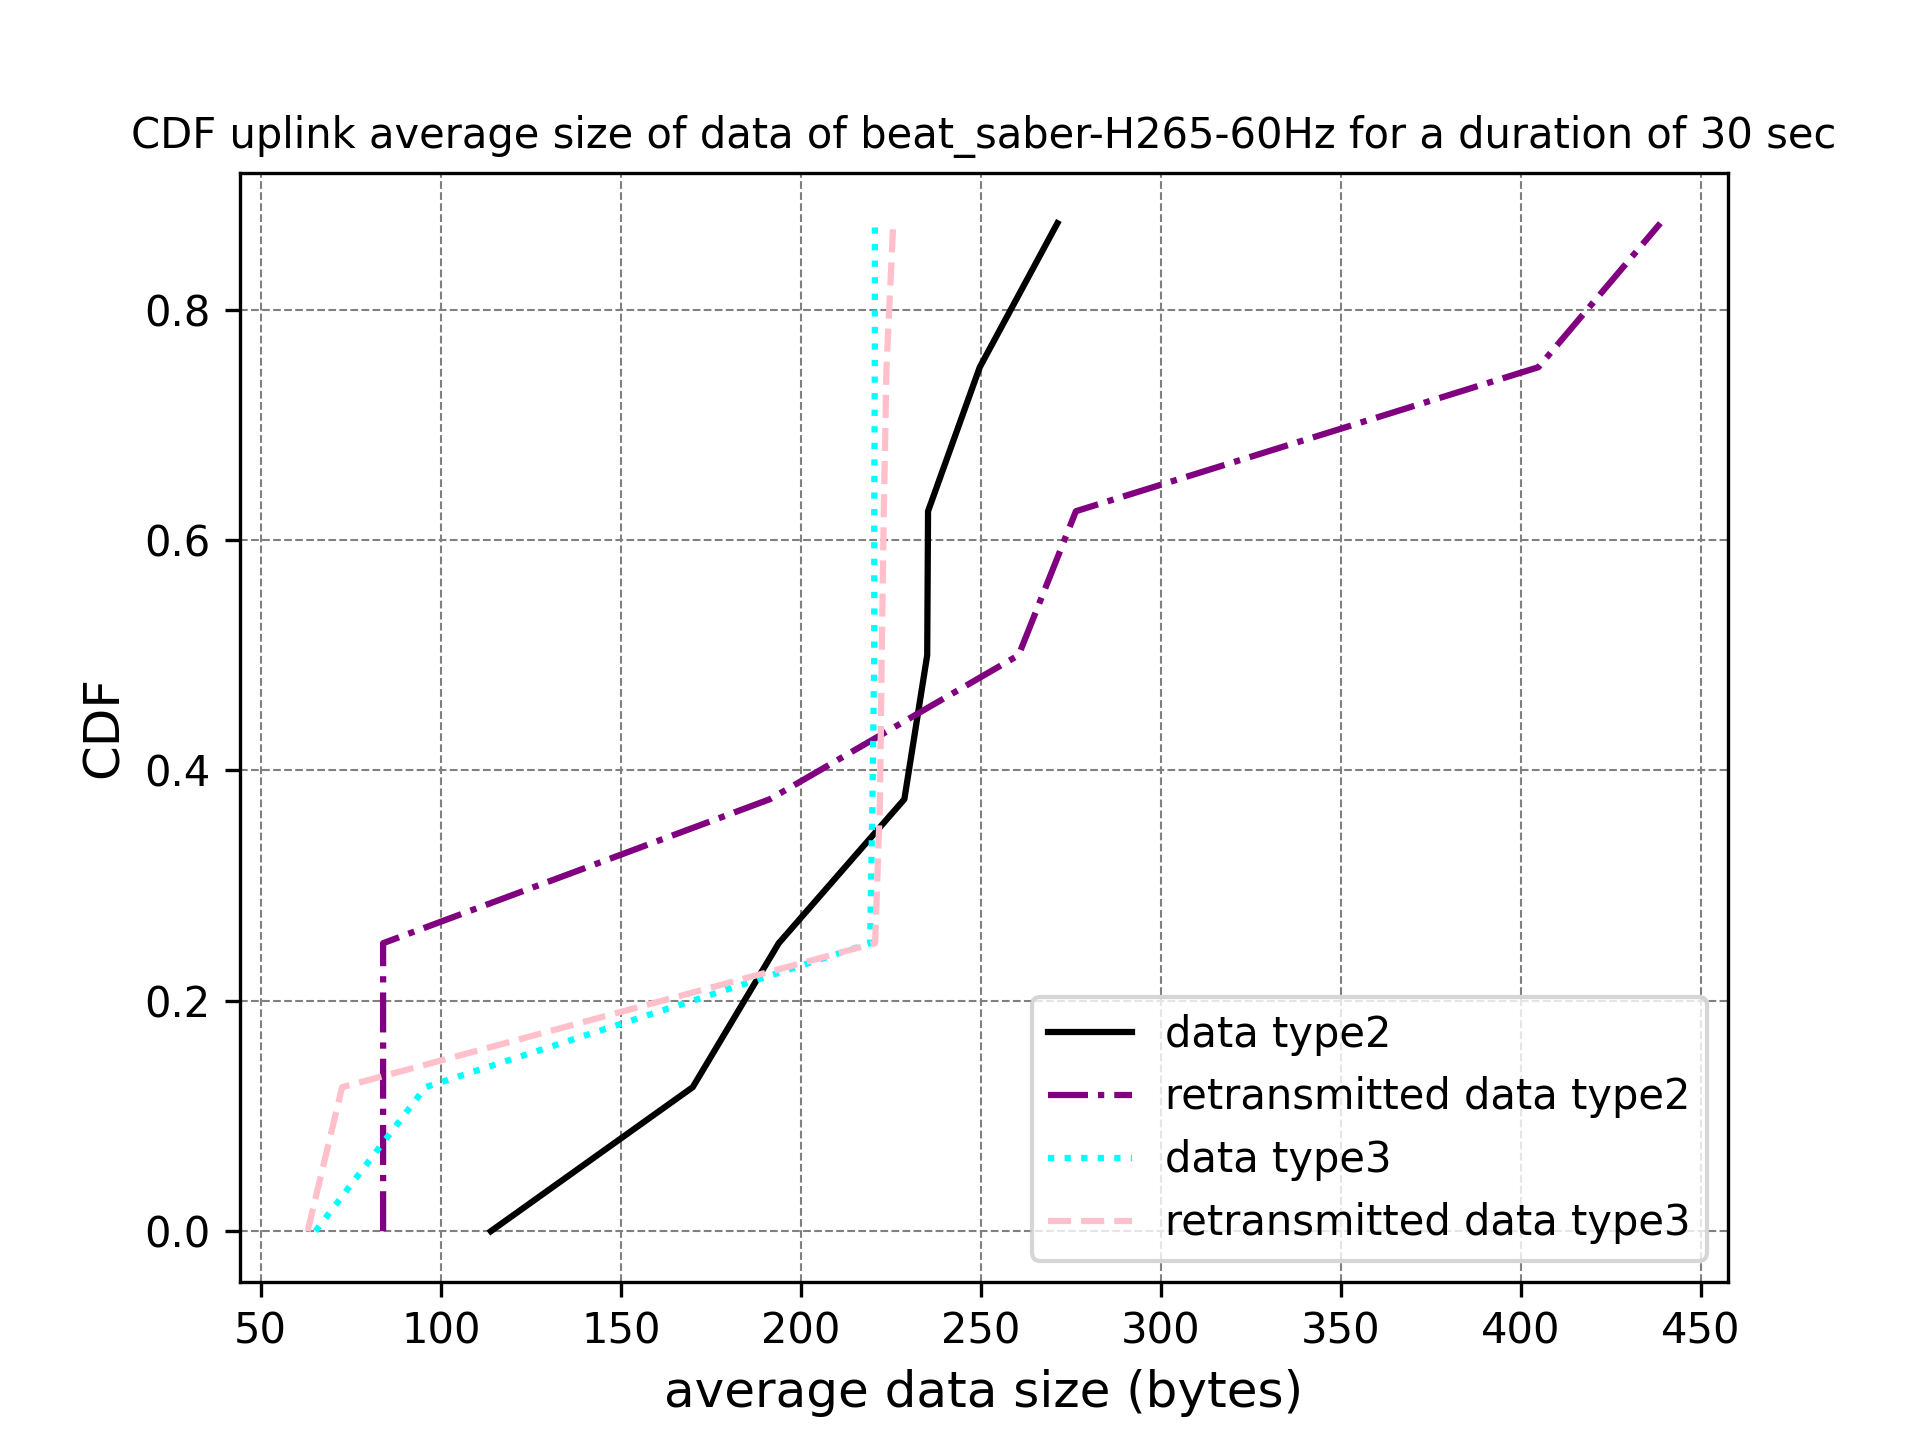 CDF uplink average size of data of beat_saber-H265-60Hz for a duration of 30 sec
CDF
0.8
0.6
0.4
0.2
0.0
data type2
retransmitted data type2
data type3
retransmitted data type3
50 100 150 200 250 300 350 400 450
average data size (bytes)